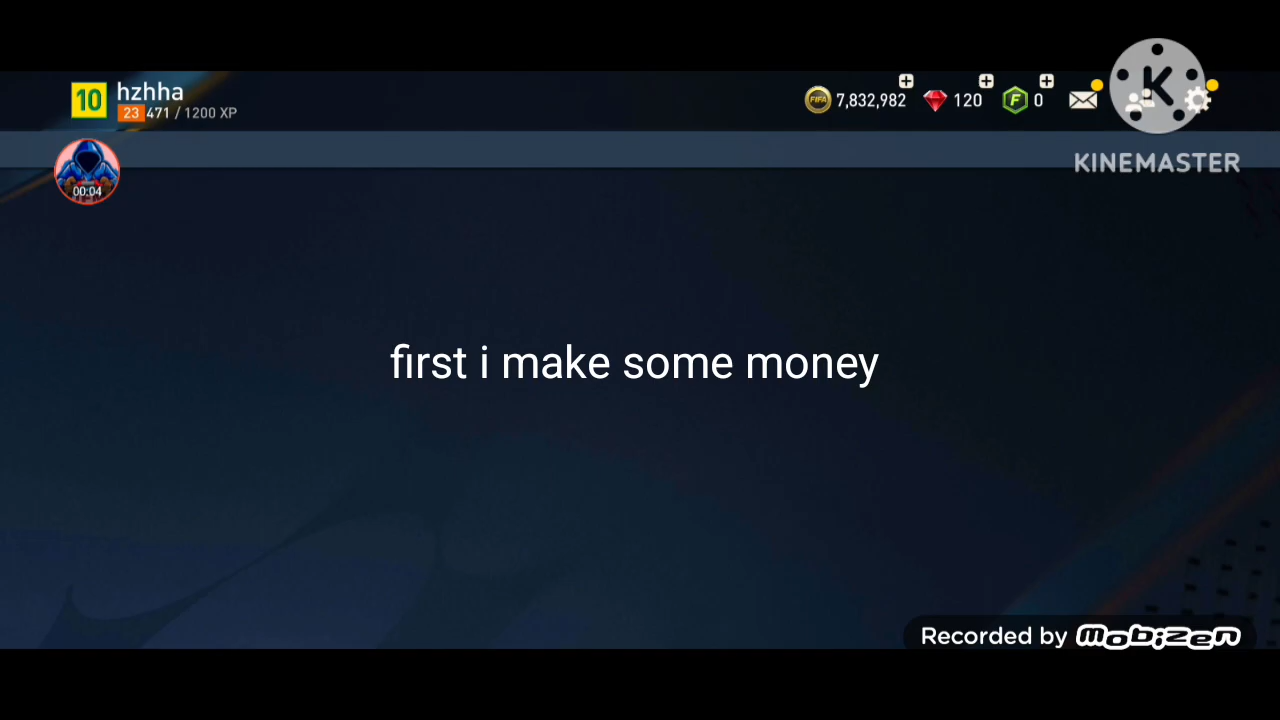 10
hzhha
23 471 / 1200 XP
FIFA 7,832,982
120
F 0
K
KINEMASTER
00:04
first i make some money
Recorded by mobizen